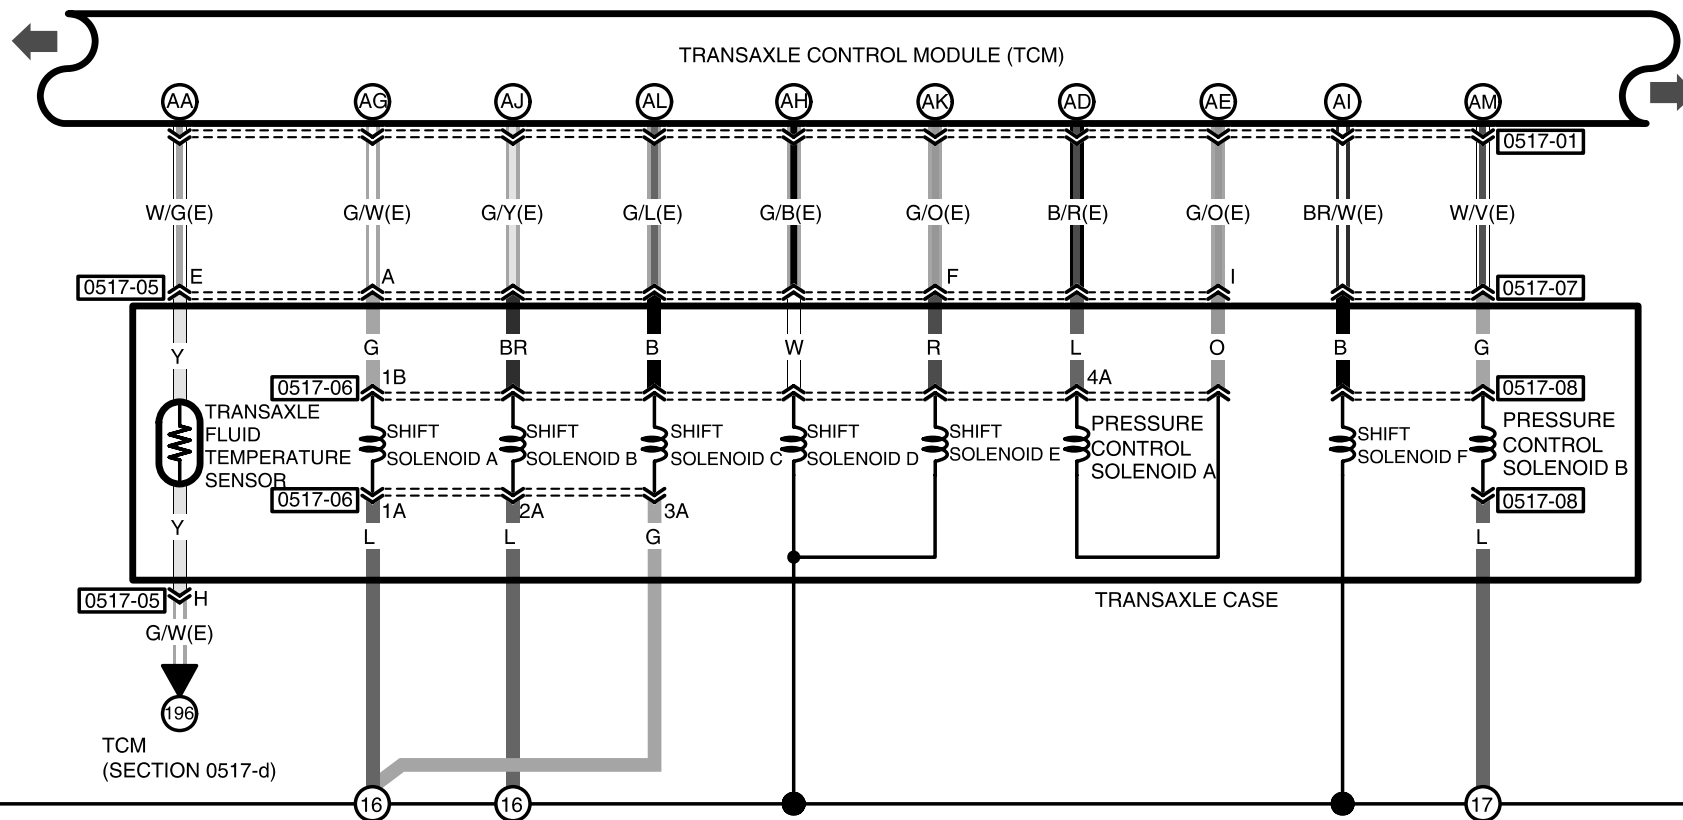 TRANSAXLE CONTROL MODULE (TCM)
AA AG AJ AL AH AK AD AE AI AM
0517-01
W/G(E) G/W(E) G/Y(E) G/L(E) G/B(E) G/O(E) B/R(E) G/O(E) BR/W(E) W/V(E)
0517-05 E A F I 0517-07
Y G BR B W R L O B G
0517-06 1B 4A 0517-08
TRANSAXLE
FLUID
TEMPERATURE
SENSOR
SHIFT
SOLENOID A
SHIFT
SOLENOID B
SHIFT
SOLENOID C
SHIFT
SOLENOID D
SHIFT
SOLENOID E
PRESSURE
CONTROL
SOLENOID A
SHIFT
SOLENOID F
PRESSURE
CONTROL
SOLENOID B
0517-06 1A 2A 3A 0517-08
Y L L G L
0517-05 H
TRANSAXLE CASE
G/W(E)
196
TCM
(SECTION 0517-d)
16 16 17